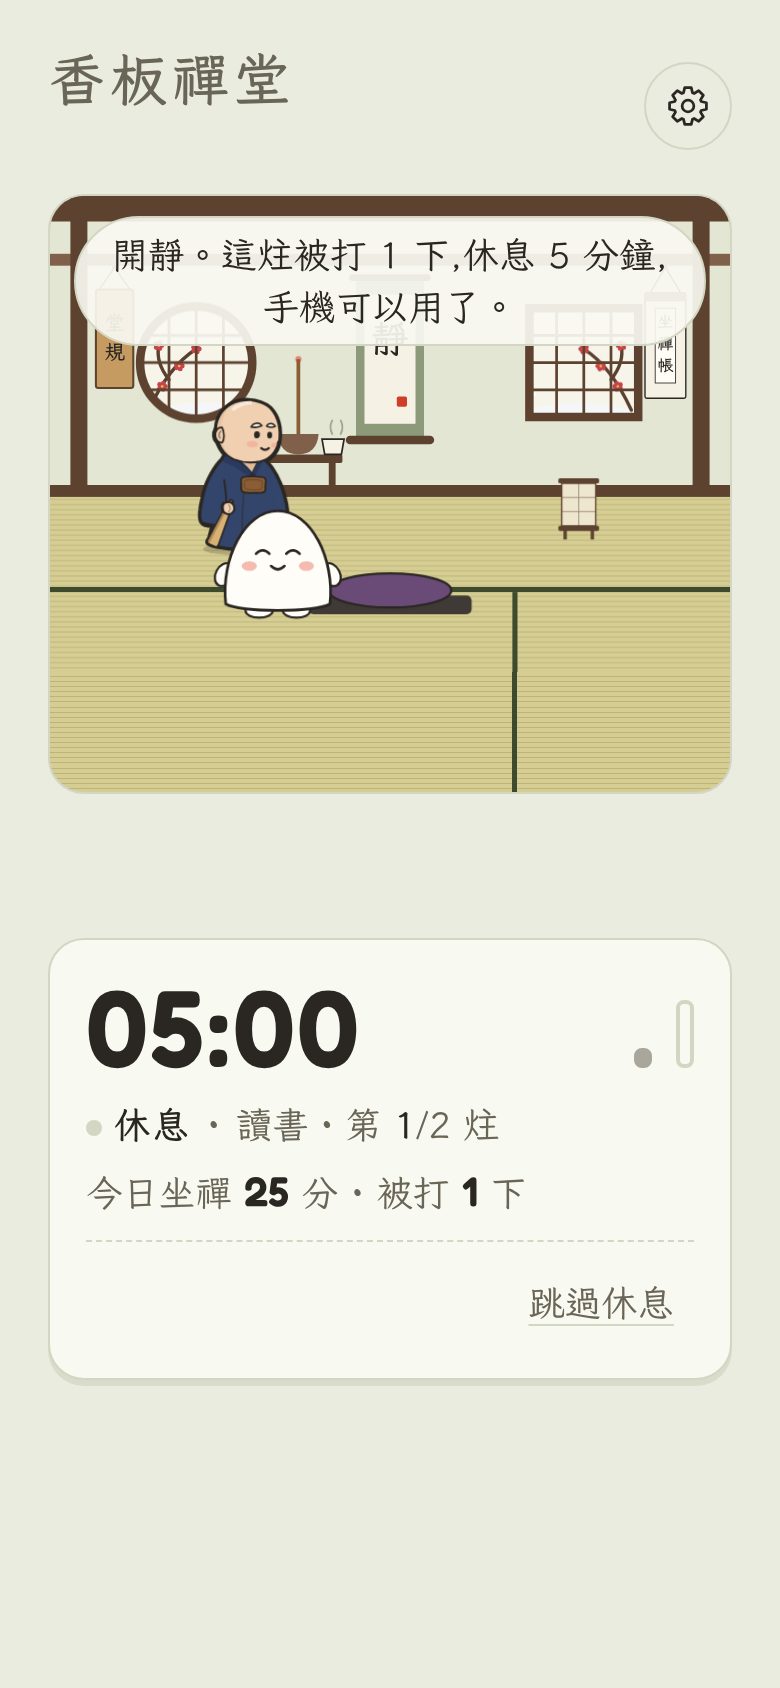 香板禪堂
開靜。這炷被打 1 下,休息 5 分鐘,
手機可以用了。
堂規
靜
坐禪帳
05:00
休息・讀書・第 1/2 炷
今日坐禪 25 分・被打 1 下
跳過休息